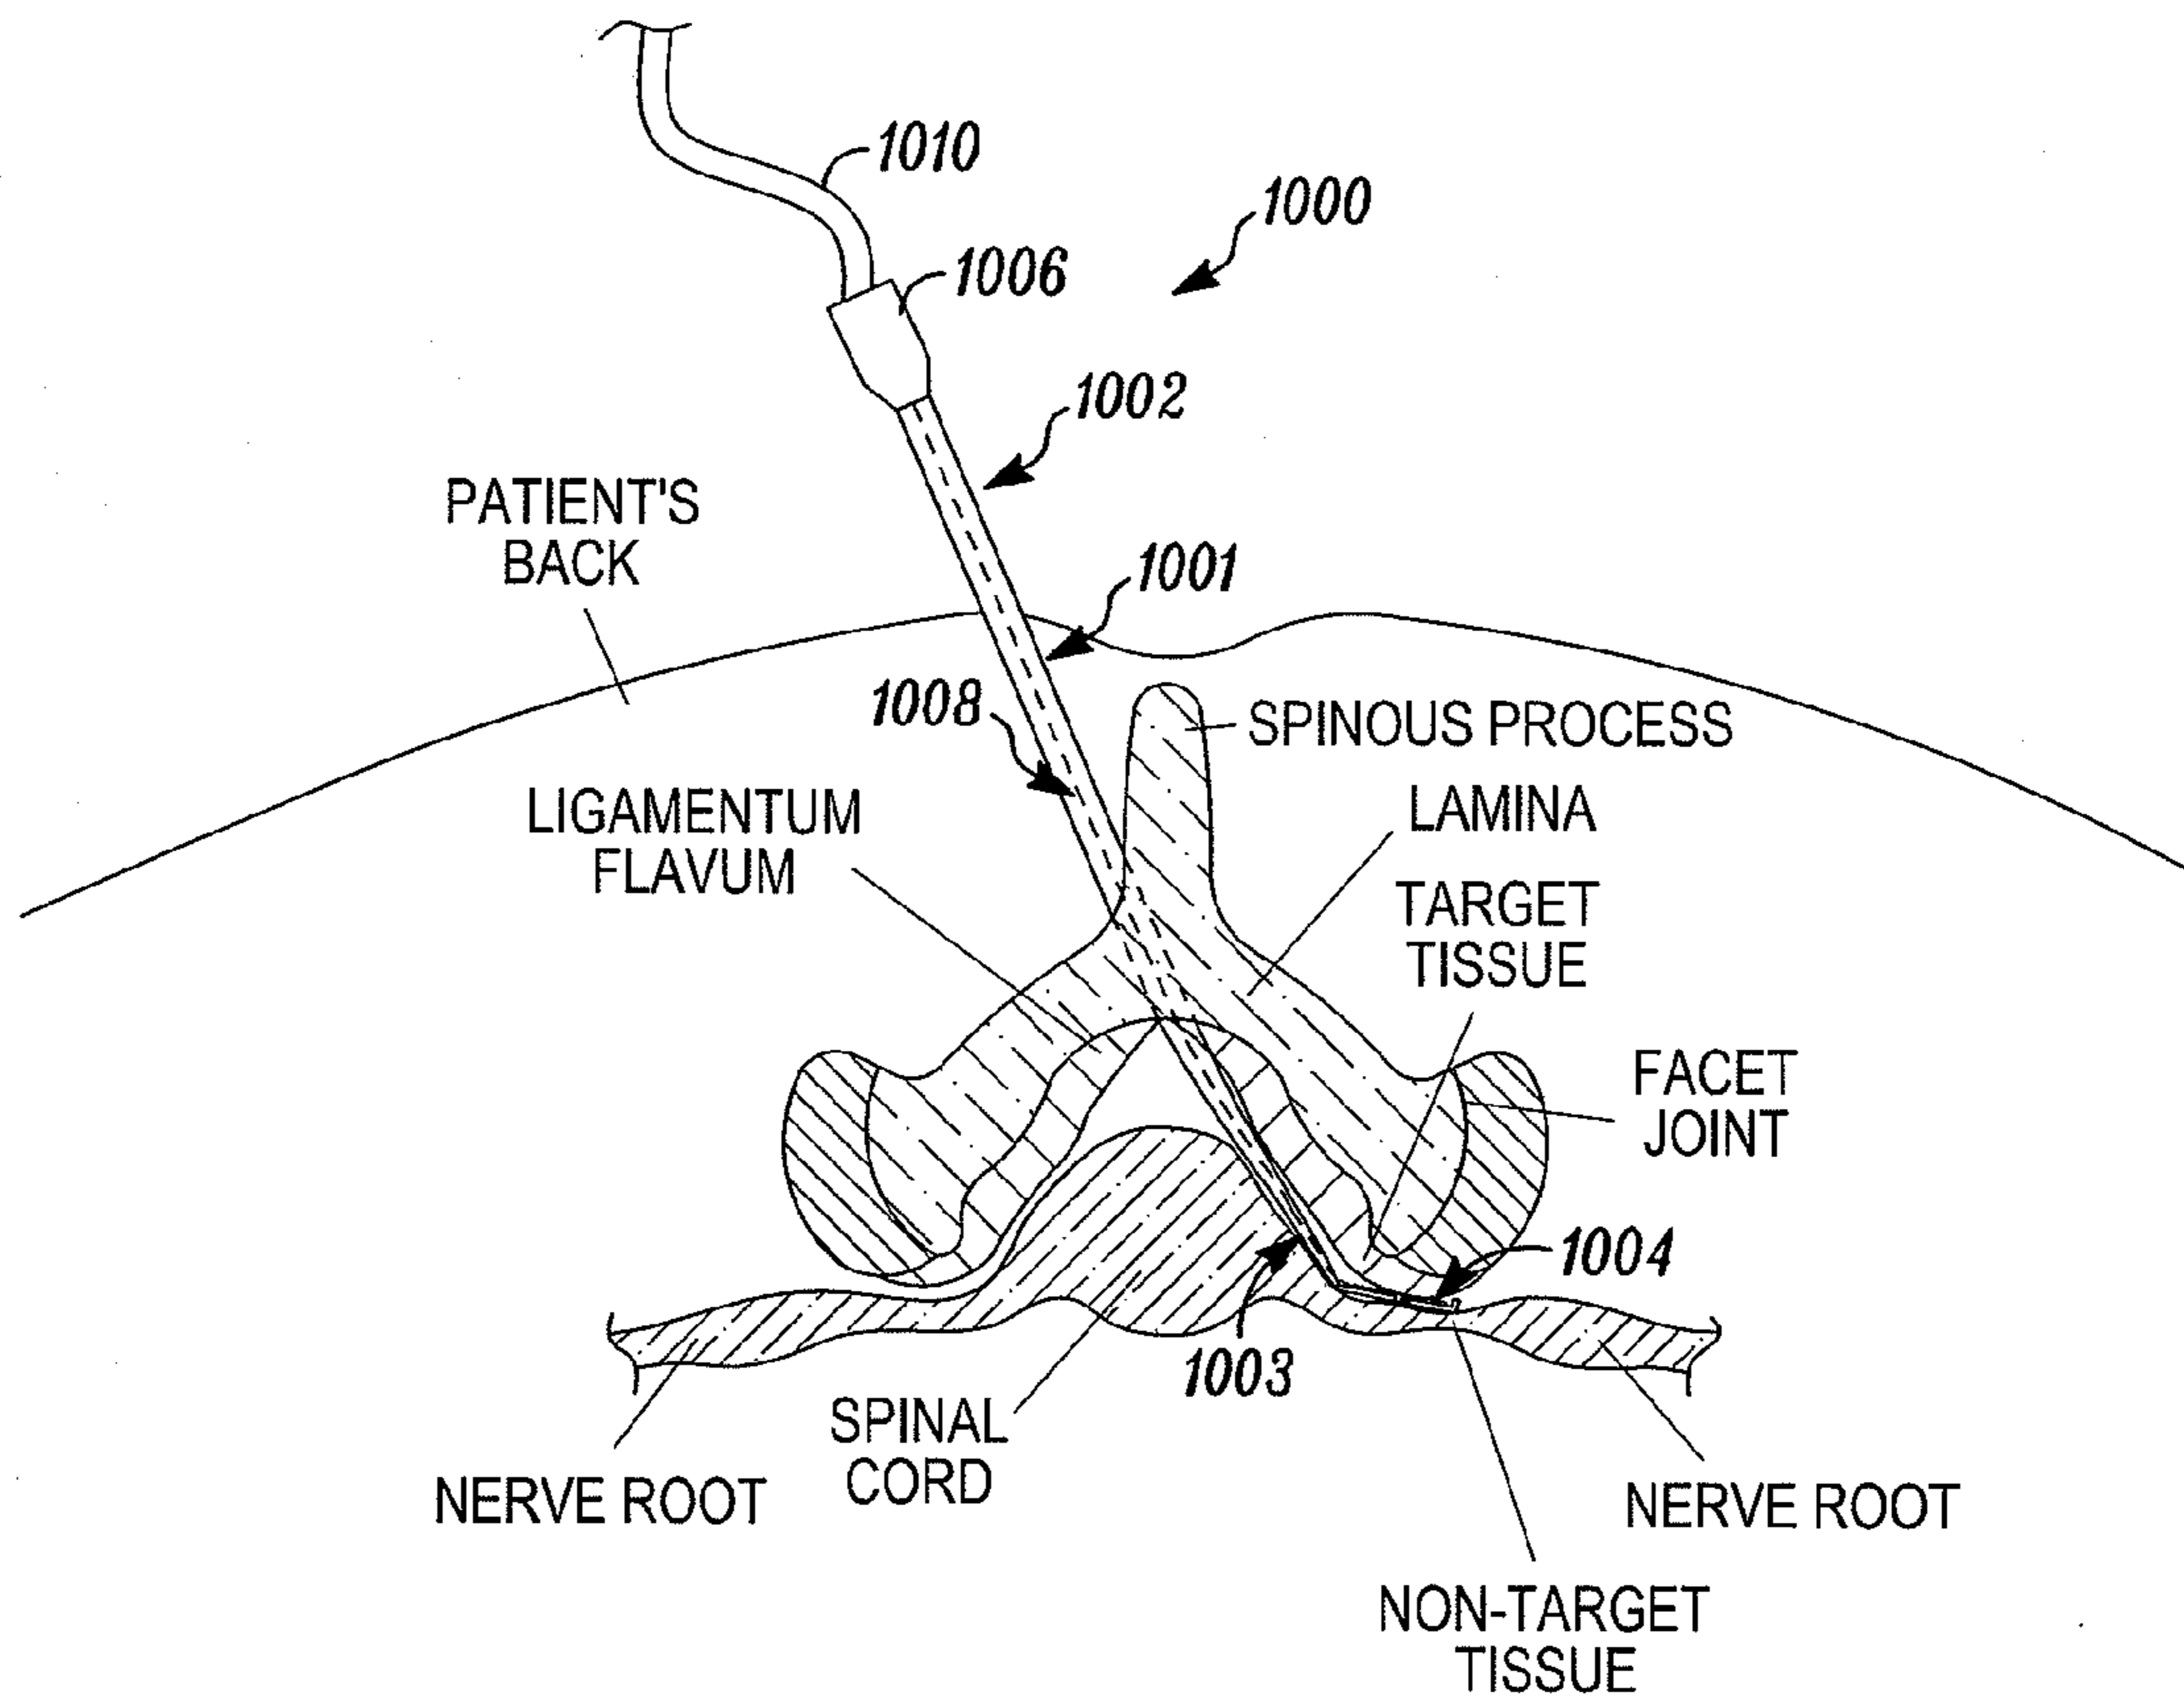 1010
1000
1006
1002
PATIENT'S
BACK
1001
1008
SPINOUS PROCESS
LIGAMENTUM
FLAVUM
LAMINA
TARGET
TISSUE
FACET
JOINT
1004
1003
SPINAL
CORD
NERVE ROOT
NERVE ROOT
NON-TARGET
TISSUE